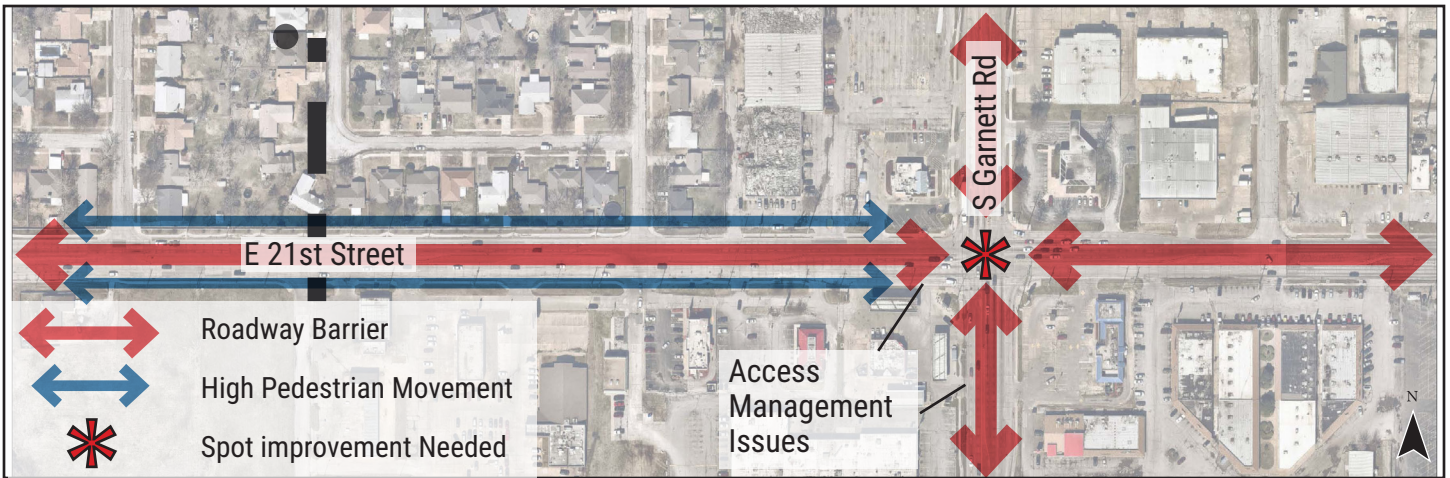 S Garnett Rd
E 21st Street
Roadway Barrier
High Pedestrian Movement
Spot improvement Needed
Access
Management
Issues
N